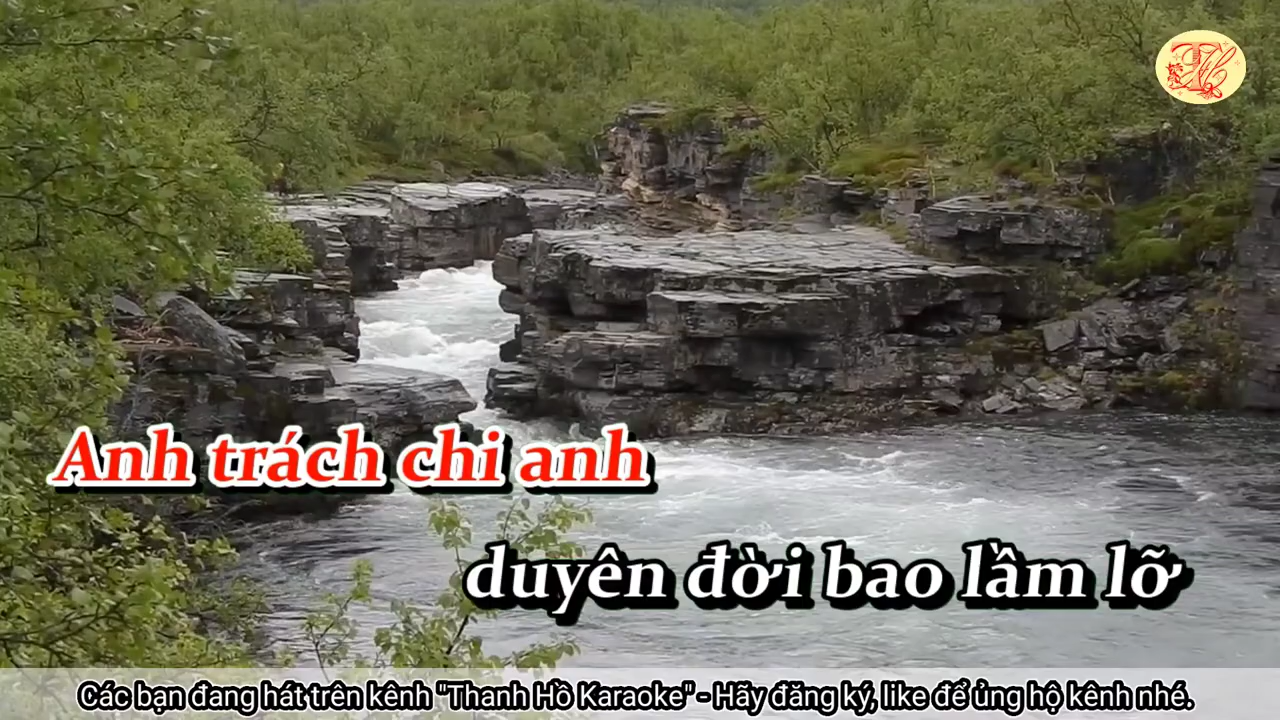 Anh trách chi anh
duyên đời bao lầm lỡ
Các bạn đang hát trên kênh "Thanh Hồ Karaoke" - Hãy đăng ký, like để ủng hộ kênh nhé.